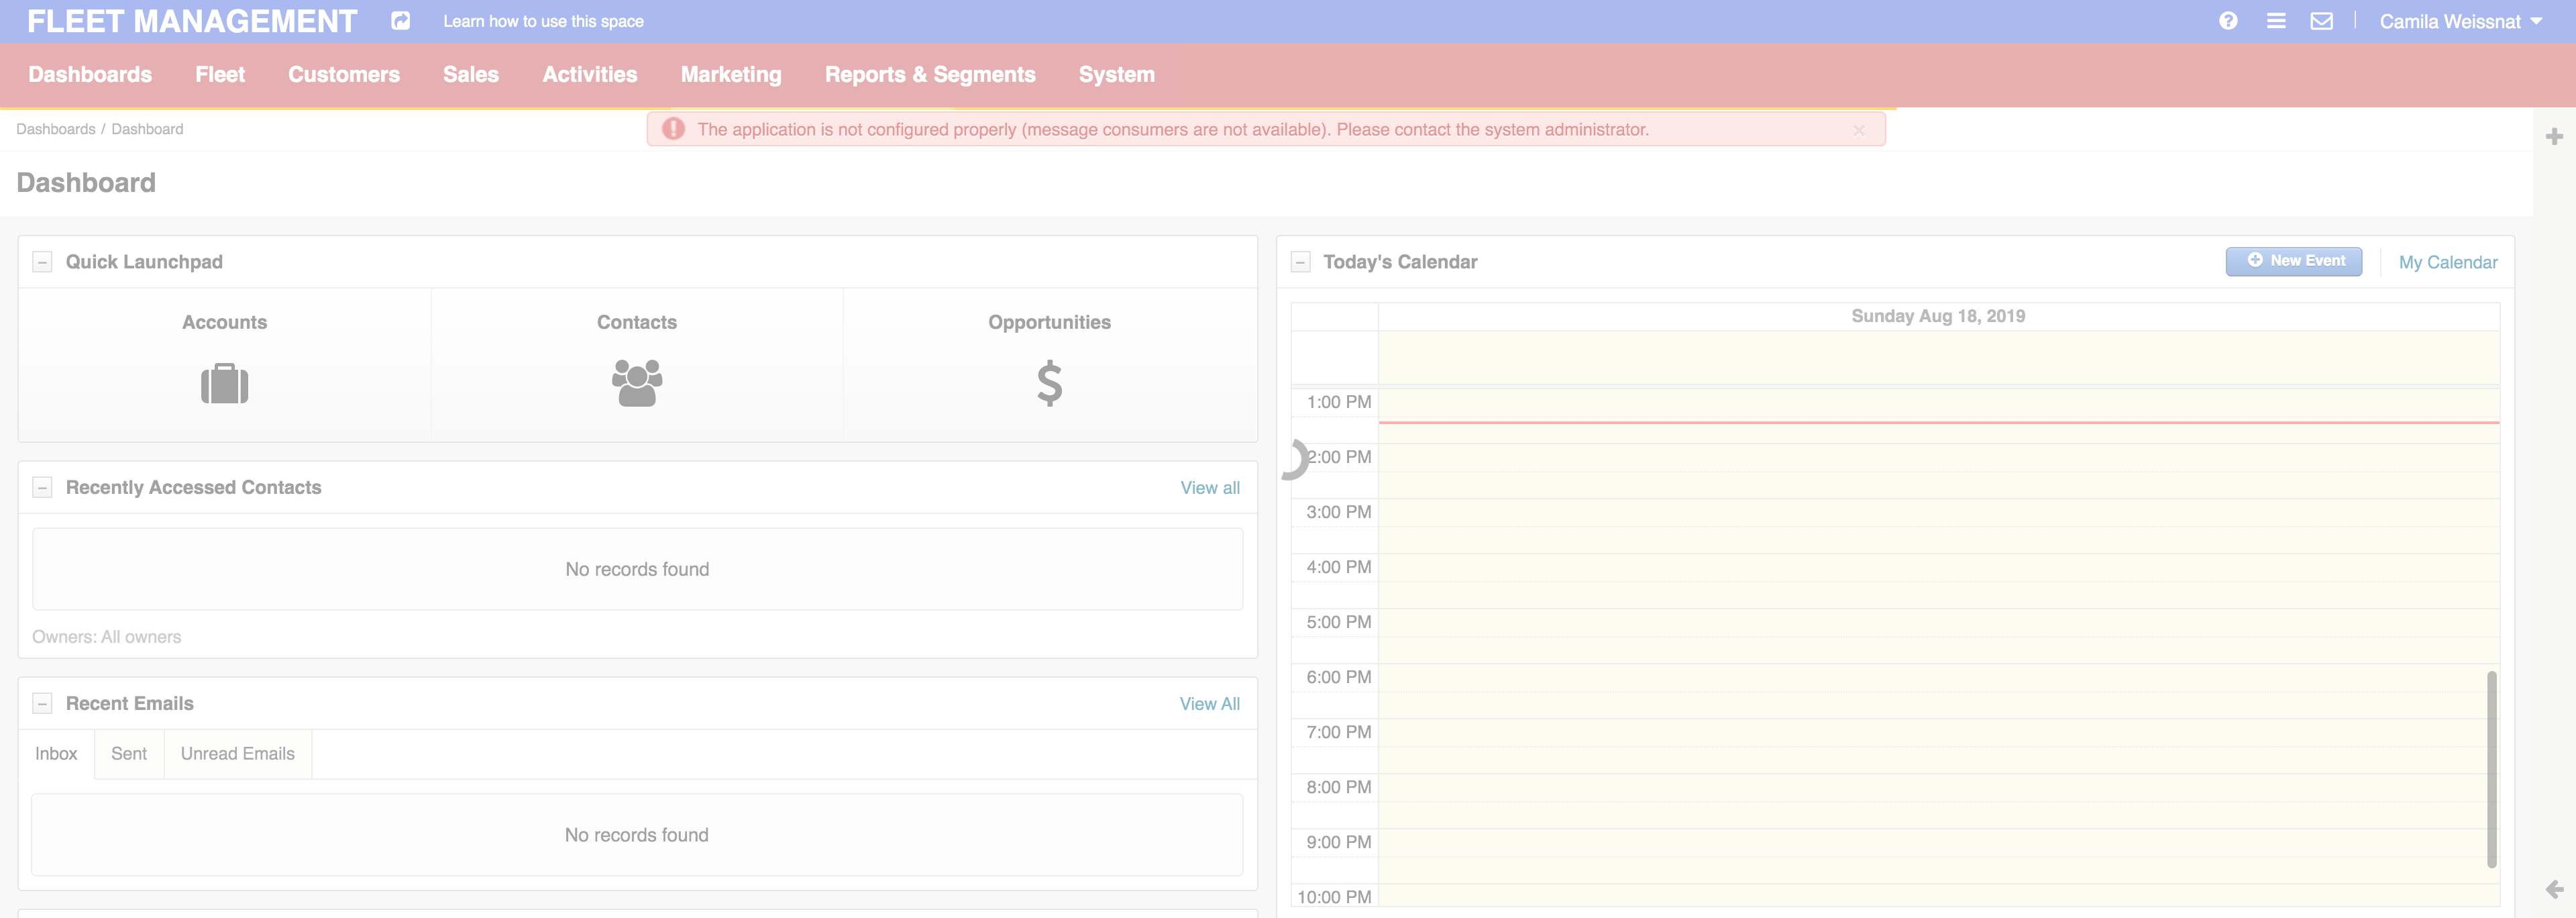 FLEET MANAGEMENT Learn how to use this space Camila Weissnat
Dashboards Fleet Customers Sales Activities Marketing Reports & Segments System
Dashboards / Dashboard
The application is not configured properly (message consumers are not available). Please contact the system administrator. ×
Dashboard
Quick Launchpad
Accounts Contacts Opportunities
Recently Accessed Contacts View all
No records found
Owners: All owners
Recent Emails View All
Inbox Sent Unread Emails
No records found
Today's Calendar New Event My Calendar
Sunday Aug 18, 2019
1:00 PM
2:00 PM
3:00 PM
4:00 PM
5:00 PM
6:00 PM
7:00 PM
8:00 PM
9:00 PM
10:00 PM